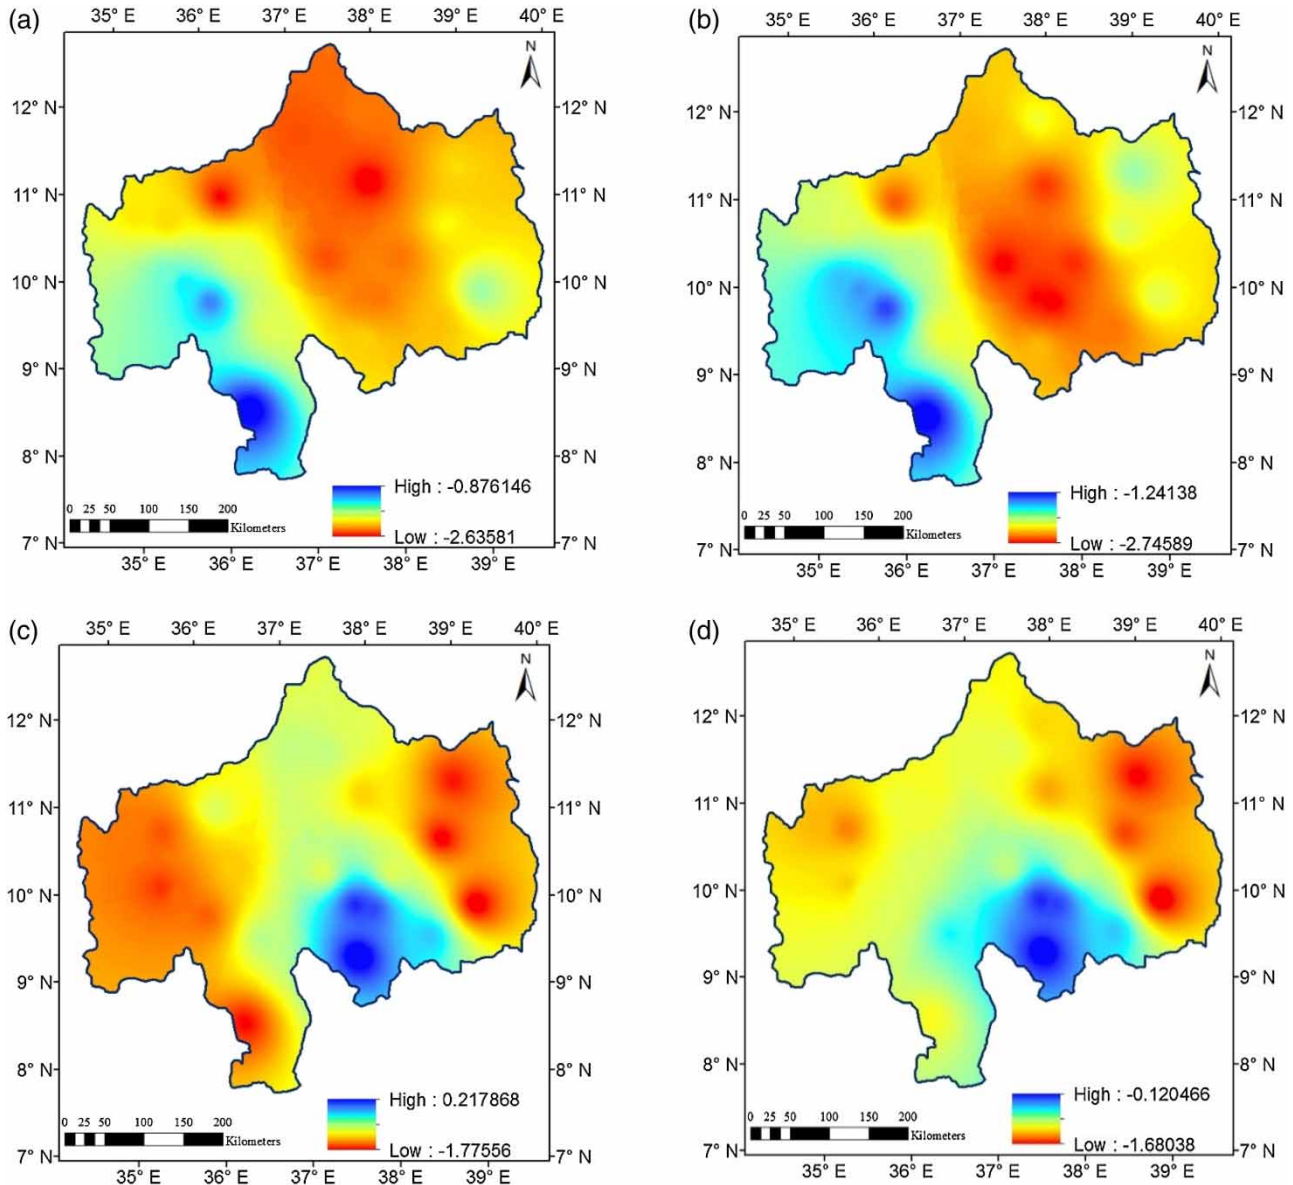 (a)
35° E 36° E 37° E 38° E 39° E 40° E
N
12° N 12° N
11° N 11° N
10° N 10° N
9° N 9° N
8° N 8° N
7° N 7° N
High : -0.876146
Low : -2.63581
0 25 50 100 150 200
Kilometers
35° E 36° E 37° E 38° E 39° E
(b)
35° E 36° E 37° E 38° E 39° E 40° E
N
12° N 12° N
11° N 11° N
10° N 10° N
9° N 9° N
8° N 8° N
7° N 7° N
High : -1.24138
Low : -2.74589
0 25 50 100 150 200
Kilometers
35° E 36° E 37° E 38° E 39° E
(c)
35° E 36° E 37° E 38° E 39° E 40° E
N
12° N 12° N
11° N 11° N
10° N 10° N
9° N 9° N
8° N 8° N
7° N 7° N
High : 0.217868
Low : -1.77556
0 25 50 100 150 200
Kilometers
35° E 36° E 37° E 38° E 39° E
(d)
35° E 36° E 37° E 38° E 39° E 40° E
N
12° N 12° N
11° N 11° N
10° N 10° N
9° N 9° N
8° N 8° N
7° N 7° N
High : -0.120466
Low : -1.68038
0 25 50 100 150 200
Kilometers
35° E 36° E 37° E 38° E 39° E